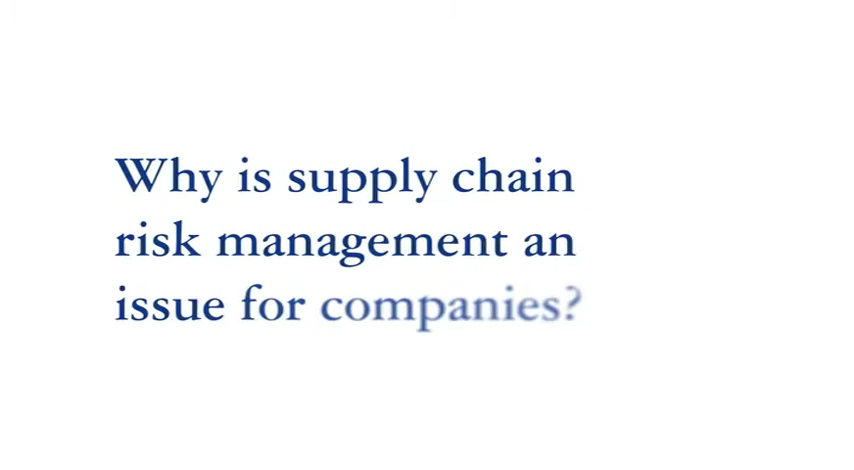 Why is supply chain
risk management an
issue for companies?